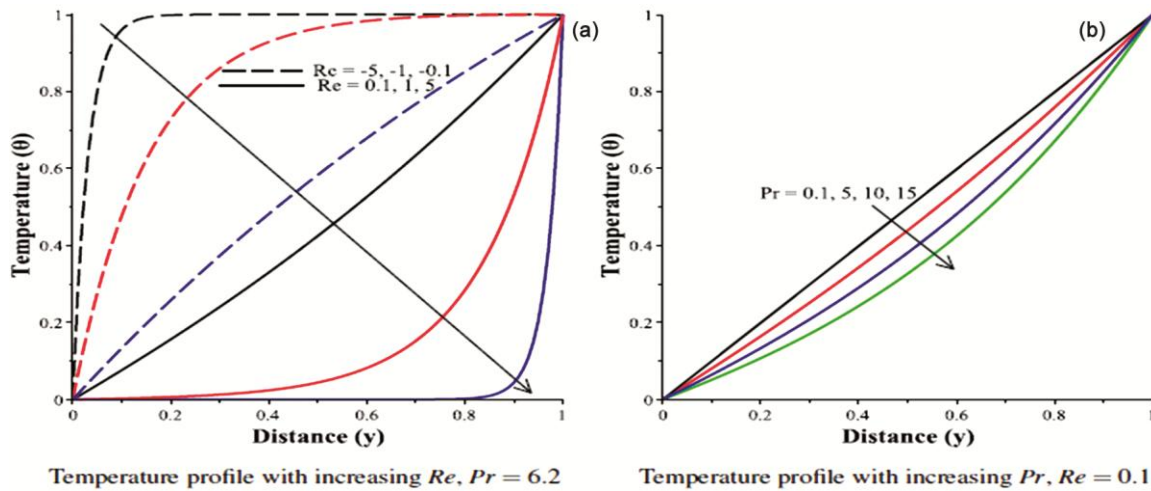 (a)
Re = -5, -1, -0.1
Re = 0.1, 1, 5
Temperature (θ)
1
0.8
0.6
0.4
0.2
0
0
0.2
0.4
0.6
0.8
1
Distance (y)
Temperature profile with increasing Re, Pr = 6.2
(b)
Pr = 0.1, 5, 10, 15
Temperature (θ)
1
0.8
0.6
0.4
0.2
0
0
0.2
0.4
0.6
0.8
1
Distance (y)
Temperature profile with increasing Pr, Re = 0.1